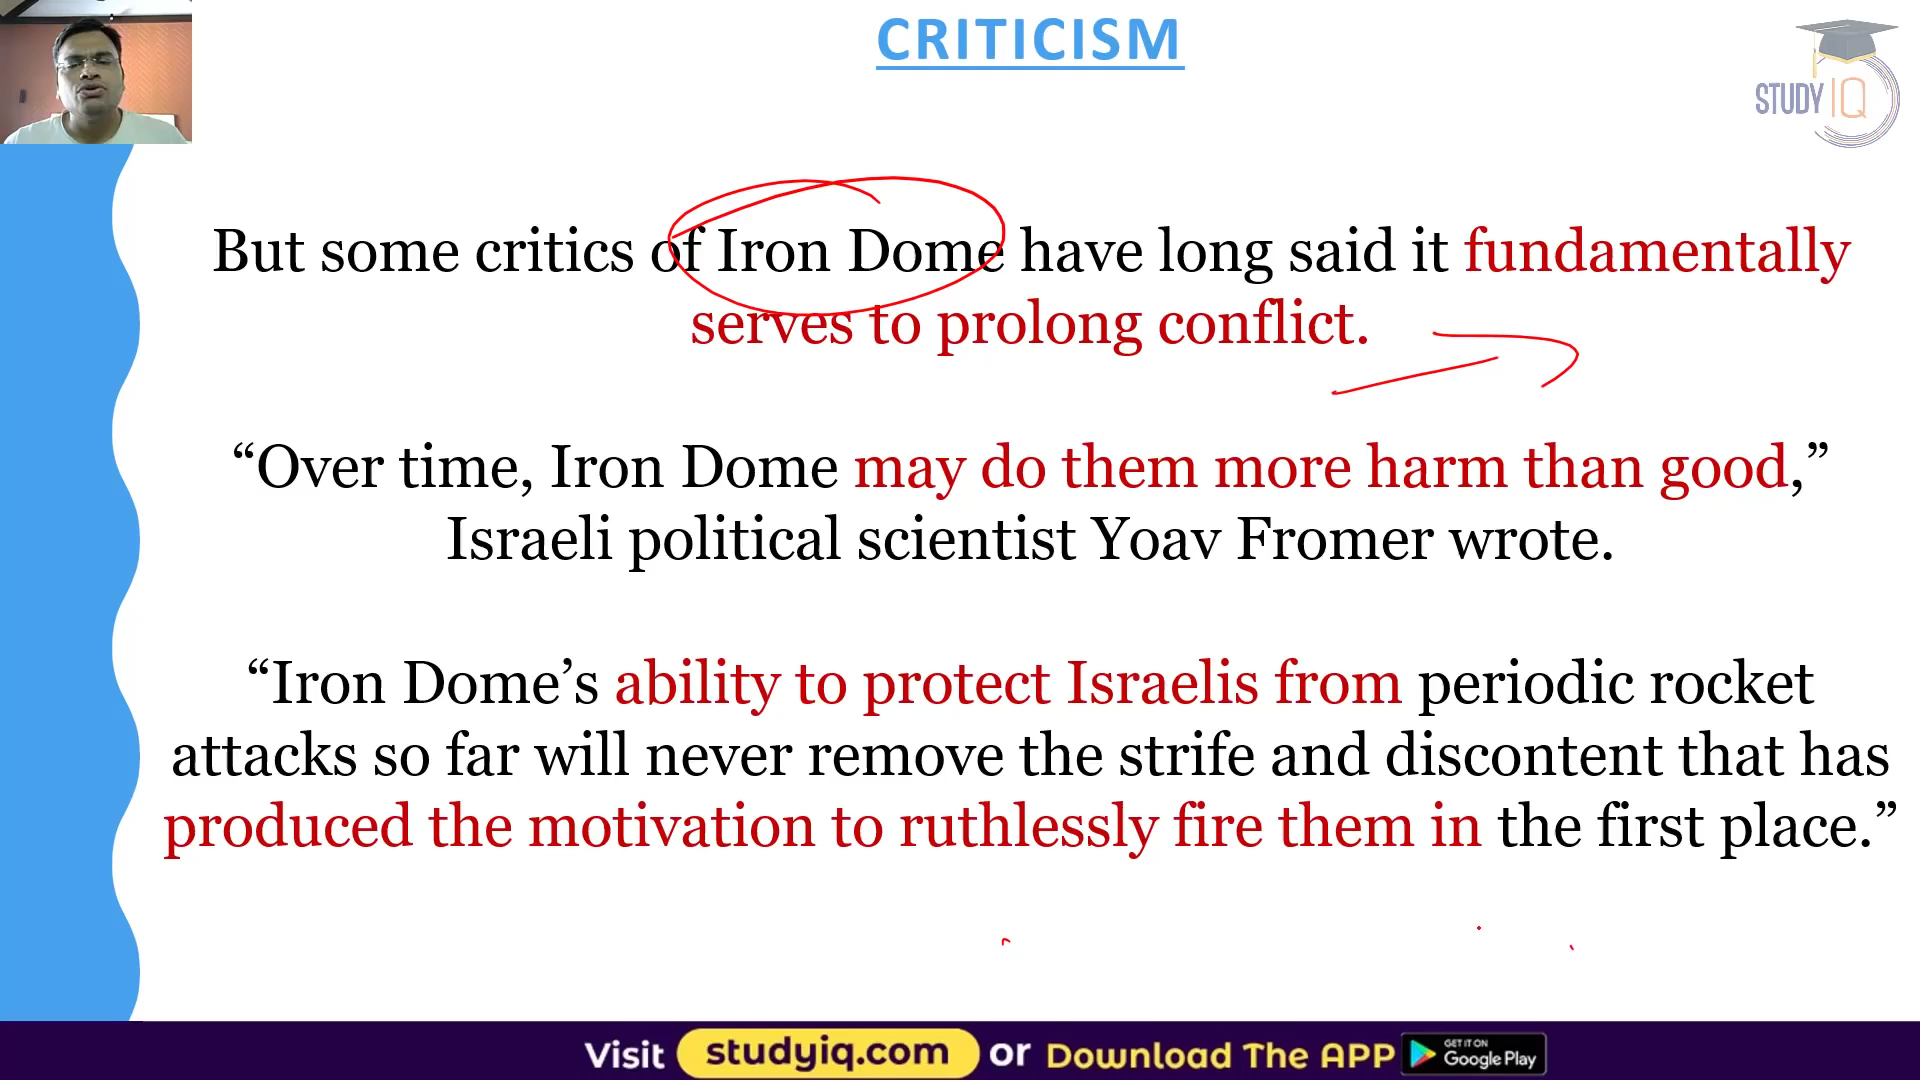 CRITICISM
STUDY IQ
But some critics of Iron Dome have long said it fundamentally
serves to prolong conflict.
“Over time, Iron Dome may do them more harm than good,”
Israeli political scientist Yoav Fromer wrote.
“Iron Dome’s ability to protect Israelis from periodic rocket
attacks so far will never remove the strife and discontent that has
produced the motivation to ruthlessly fire them in the first place.”
Visit studyiq.com or Download The APP GET IT ON Google Play